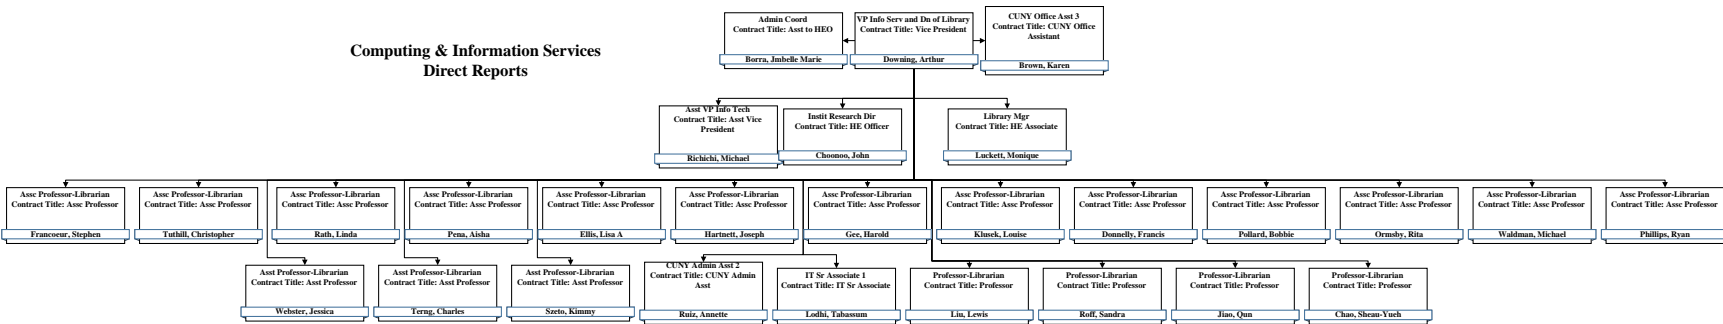 Computing & Information Services
Direct Reports
Admin Coord
Contract Title: Asst to HEO
Borra, Jmbelle Marie
VP Info Serv and Dn of Library
Contract Title: Vice President
Downing, Arthur
CUNY Office Asst 3
Contract Title: CUNY Office
Assistant
Brown, Karen
Asst VP Info Tech
Contract Title: Asst Vice
President
Richichi, Michael
Instit Research Dir
Contract Title: HE Officer
Choonoo, John
Library Mgr
Contract Title: HE Associate
Luckett, Monique
Assc Professor-Librarian
Contract Title: Assc Professor
Francoeur, Stephen
Assc Professor-Librarian
Contract Title: Assc Professor
Tuthill, Christopher
Assc Professor-Librarian
Contract Title: Assc Professor
Rath, Linda
Assc Professor-Librarian
Contract Title: Assc Professor
Pena, Aisha
Assc Professor-Librarian
Contract Title: Assc Professor
Ellis, Lisa A
Assc Professor-Librarian
Contract Title: Assc Professor
Hartnett, Joseph
Assc Professor-Librarian
Contract Title: Assc Professor
Gee, Harold
Assc Professor-Librarian
Contract Title: Assc Professor
Klusek, Louise
Assc Professor-Librarian
Contract Title: Assc Professor
Donnelly, Francis
Assc Professor-Librarian
Contract Title: Assc Professor
Pollard, Bobbie
Assc Professor-Librarian
Contract Title: Assc Professor
Ormsby, Rita
Assc Professor-Librarian
Contract Title: Assc Professor
Waldman, Michael
Assc Professor-Librarian
Contract Title: Assc Professor
Phillips, Ryan
Asst Professor-Librarian
Contract Title: Asst Professor
Webster, Jessica
Asst Professor-Librarian
Contract Title: Asst Professor
Terng, Charles
Asst Professor-Librarian
Contract Title: Asst Professor
Szeto, Kimmy
CUNY Admin Asst 2
Contract Title: CUNY Admin
Asst
Ruiz, Annette
IT Sr Associate 1
Contract Title: IT Sr Associate
Lodhi, Tabassum
Professor-Librarian
Contract Title: Professor
Liu, Lewis
Professor-Librarian
Contract Title: Professor
Roff, Sandra
Professor-Librarian
Contract Title: Professor
Jiao, Qun
Professor-Librarian
Contract Title: Professor
Chao, Sheau-Yueh